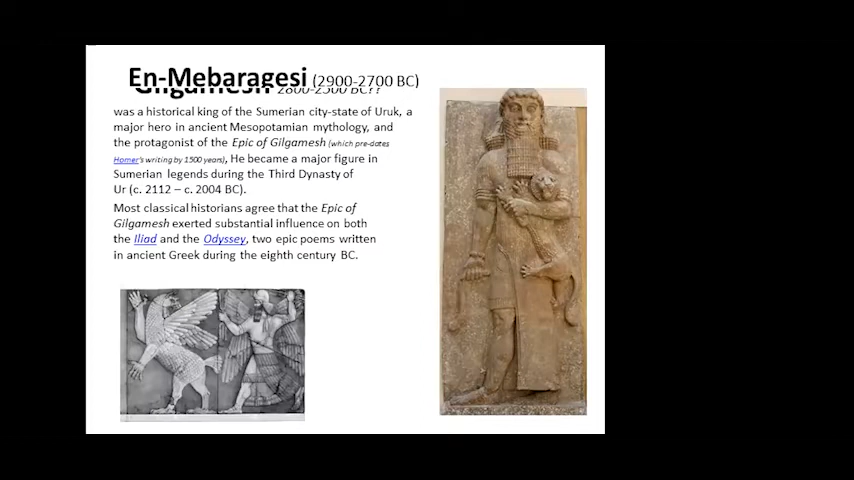 En-Mebaragesi (2900-2700 BC)
Gilgamesh 2800-2500 BC??
was a historical king of the Sumerian city-state of Uruk, a
major hero in ancient Mesopotamian mythology, and
the protagonist of the Epic of Gilgamesh (which pre-dates
Homer's writing by 1500 years), He became a major figure in
Sumerian legends during the Third Dynasty of
Ur (c. 2112 – c. 2004 BC).
Most classical historians agree that the Epic of
Gilgamesh exerted substantial influence on both
the Iliad and the Odyssey, two epic poems written
in ancient Greek during the eighth century BC.